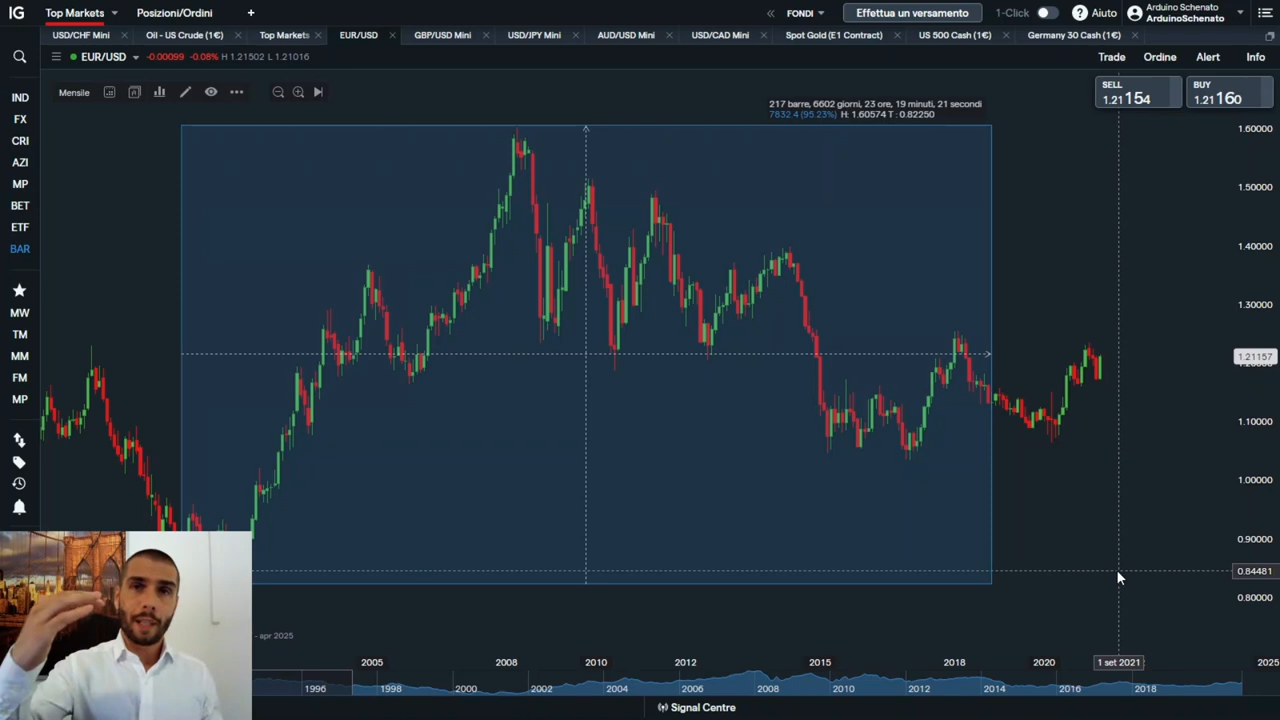 IG Top Markets Posizioni/Ordini + « FONDI Effettua un versamento 1-Click ? Aiuto Arduino Schenato
ArduinoSchenato
USD/CHF Mini × Oil - US Crude (1€) × Top Markets × EUR/USD × GBP/USD Mini × USD/JPY Mini × AUD/USD Mini × USD/CAD Mini × Spot Gold (E1 Contract) × US 500 Cash (1€) × Germany 30 Cash (1€) ×
EUR/USD -0.00099 -0.08% H 1.21502 L 1.21016 Trade Ordine Alert Info
Mensile
SELL
1.21154
BUY
1.21160
217 barre, 6602 giorni, 23 ore, 19 minuti, 21 secondi
7832.4 (95.23%) H: 1.60574 T : 0.82250
IND
FX
CRI
AZI
MP
BET
ETF
BAR
MW
TM
MM
FM
MP
1.60000
1.50000
1.40000
1.30000
1.21157
1.10000
1.00000
0.90000
0.84481
0.80000
- apr 2025
2005 2008 2010 2012 2015 2018 2020 1 set 2021 2025
1996 1998 2000 2002 2004 2006 2008 2010 2012 2014 2016 2018
Signal Centre